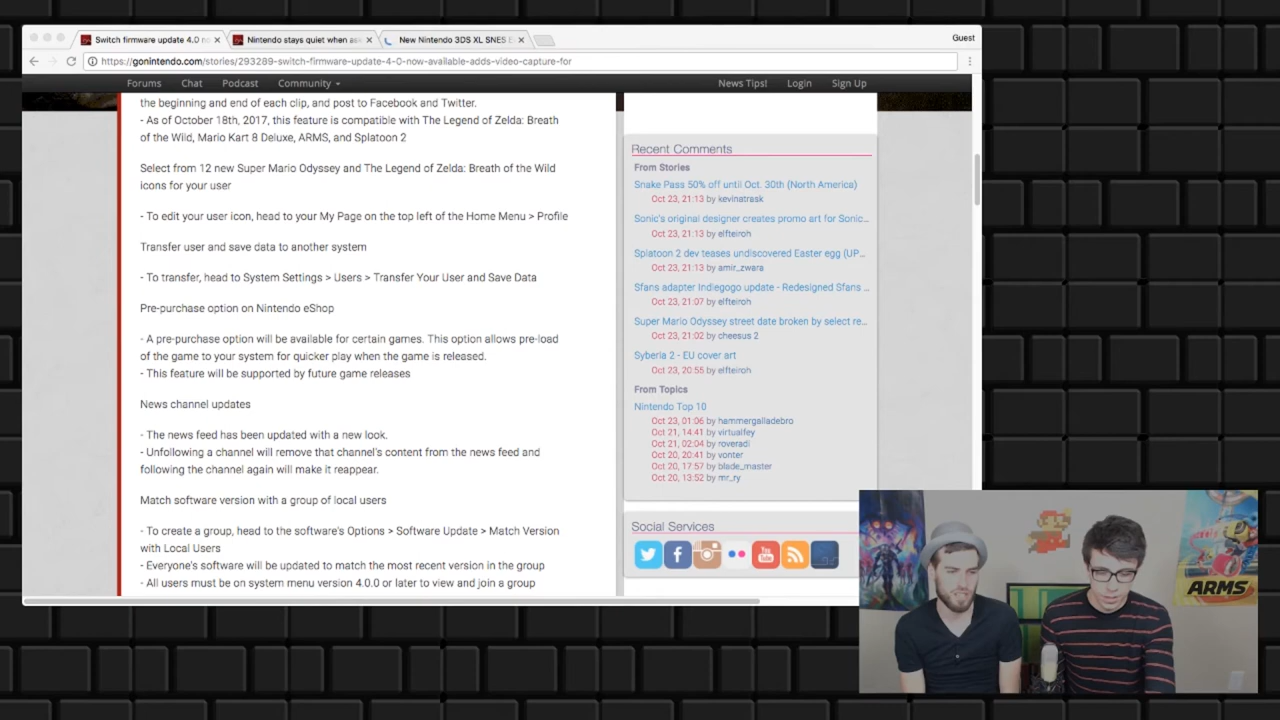 Switch firmware update 4.0 no
Nintendo stays quiet when as
New Nintendo 3DS XL SNES E
Guest
https://gonintendo.com/stories/293289-switch-firmware-update-4-0-now-available-adds-video-capture-for
Forums Chat Podcast Community
News Tips! Login Sign Up
the beginning and end of each clip, and post to Facebook and Twitter.
- As of October 18th, 2017, this feature is compatible with The Legend of Zelda: Breath
of the Wild, Mario Kart 8 Deluxe, ARMS, and Splatoon 2
Select from 12 new Super Mario Odyssey and The Legend of Zelda: Breath of the Wild
icons for your user
- To edit your user icon, head to your My Page on the top left of the Home Menu > Profile
Transfer user and save data to another system
- To transfer, head to System Settings > Users > Transfer Your User and Save Data
Pre-purchase option on Nintendo eShop
- A pre-purchase option will be available for certain games. This option allows pre-load
of the game to your system for quicker play when the game is released.
- This feature will be supported by future game releases
News channel updates
- The news feed has been updated with a new look.
- Unfollowing a channel will remove that channel's content from the news feed and
following the channel again will make it reappear.
Match software version with a group of local users
- To create a group, head to the software's Options > Software Update > Match Version
with Local Users
- Everyone's software will be updated to match the most recent version in the group
- All users must be on system menu version 4.0.0 or later to view and join a group
Recent Comments
From Stories
Snake Pass 50% off until Oct. 30th (North America)
Oct 23, 21:13 by kevinatrask
Sonic's original designer creates promo art for Sonic...
Oct 23, 21:13 by elfteiroh
Splatoon 2 dev teases undiscovered Easter egg (UP...
Oct 23, 21:13 by amir_zwara
Sfans adapter Indiegogo update - Redesigned Sfans ...
Oct 23, 21:07 by elfteiroh
Super Mario Odyssey street date broken by select re...
Oct 23, 21:02 by cheesus 2
Syberia 2 - EU cover art
Oct 23, 20:55 by elfteiroh
From Topics
Nintendo Top 10
Oct 23, 01:06 by hammergalladebro
Oct 21, 14:41 by virtualfey
Oct 21, 02:04 by roveradi
Oct 20, 20:41 by vonter
Oct 20, 17:57 by blade_master
Oct 20, 13:52 by mr_ry
Social Services
You Tube
ARMS